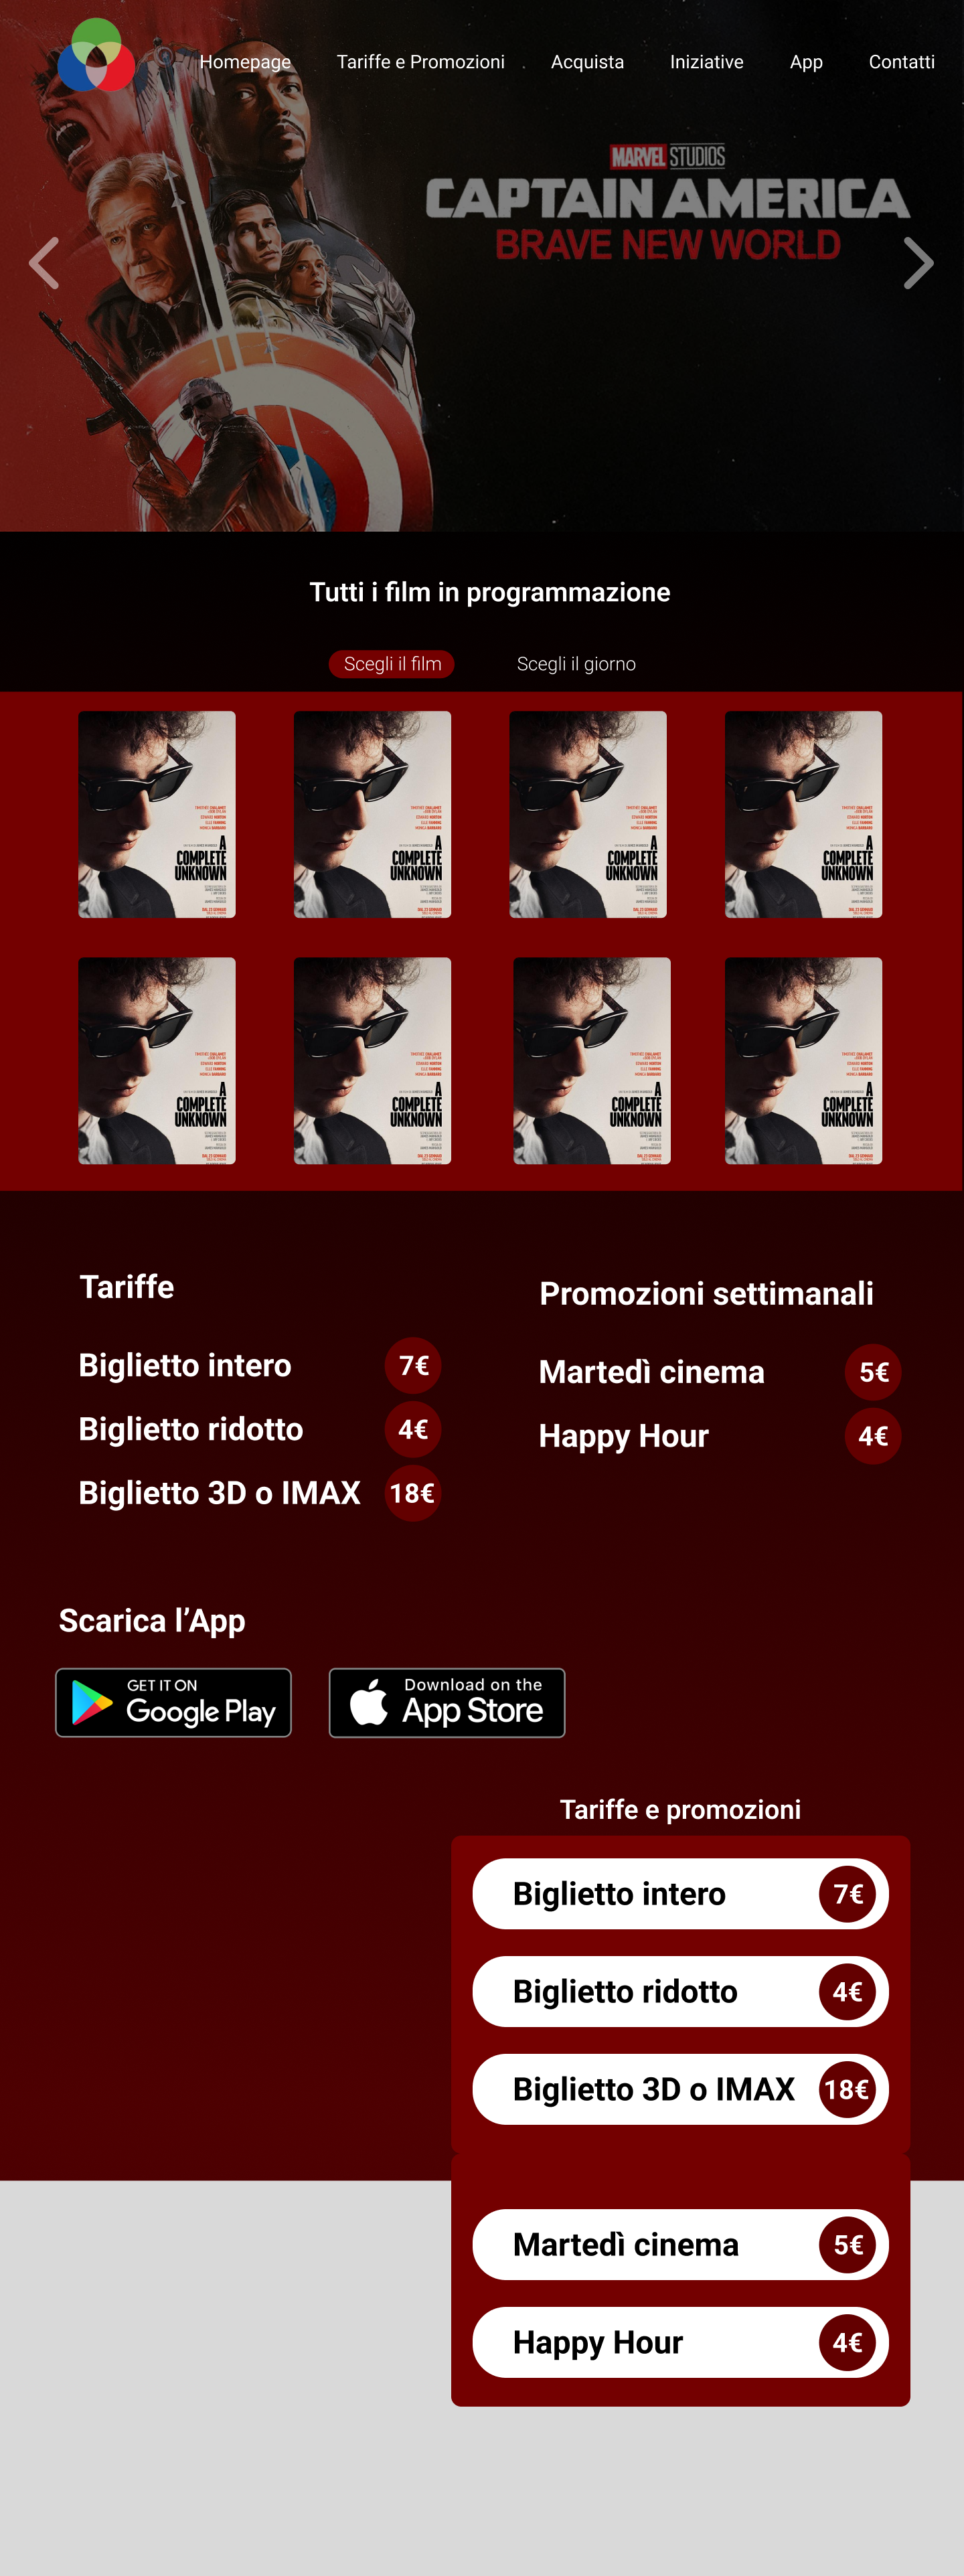 Homepage
Tariffe e Promozioni
Acquista
Iniziative
App
Contatti
MARVEL STUDIOS
CAPTAIN AMERICA
BRAVE NEW WORLD
Tutti i film in programmazione
Scegli il film
Scegli il giorno
A
COMPLETE
UNKNOWN
A
COMPLETE
UNKNOWN
A
COMPLETE
UNKNOWN
A
COMPLETE
UNKNOWN
A
COMPLETE
UNKNOWN
A
COMPLETE
UNKNOWN
A
COMPLETE
UNKNOWN
A
COMPLETE
UNKNOWN
Tariffe
Biglietto intero 7€
Biglietto ridotto 4€
Biglietto 3D o IMAX 18€
Promozioni settimanali
Martedì cinema 5€
Happy Hour 4€
Scarica l’App
GET IT ON
Google Play
Download on the
App Store
Tariffe e promozioni
Biglietto intero 7€
Biglietto ridotto 4€
Biglietto 3D o IMAX 18€
Martedì cinema 5€
Happy Hour 4€